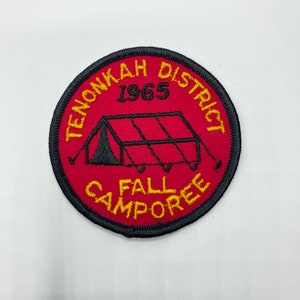 TENONKAH DISTRICT
1965
FALL
CAMPOREE